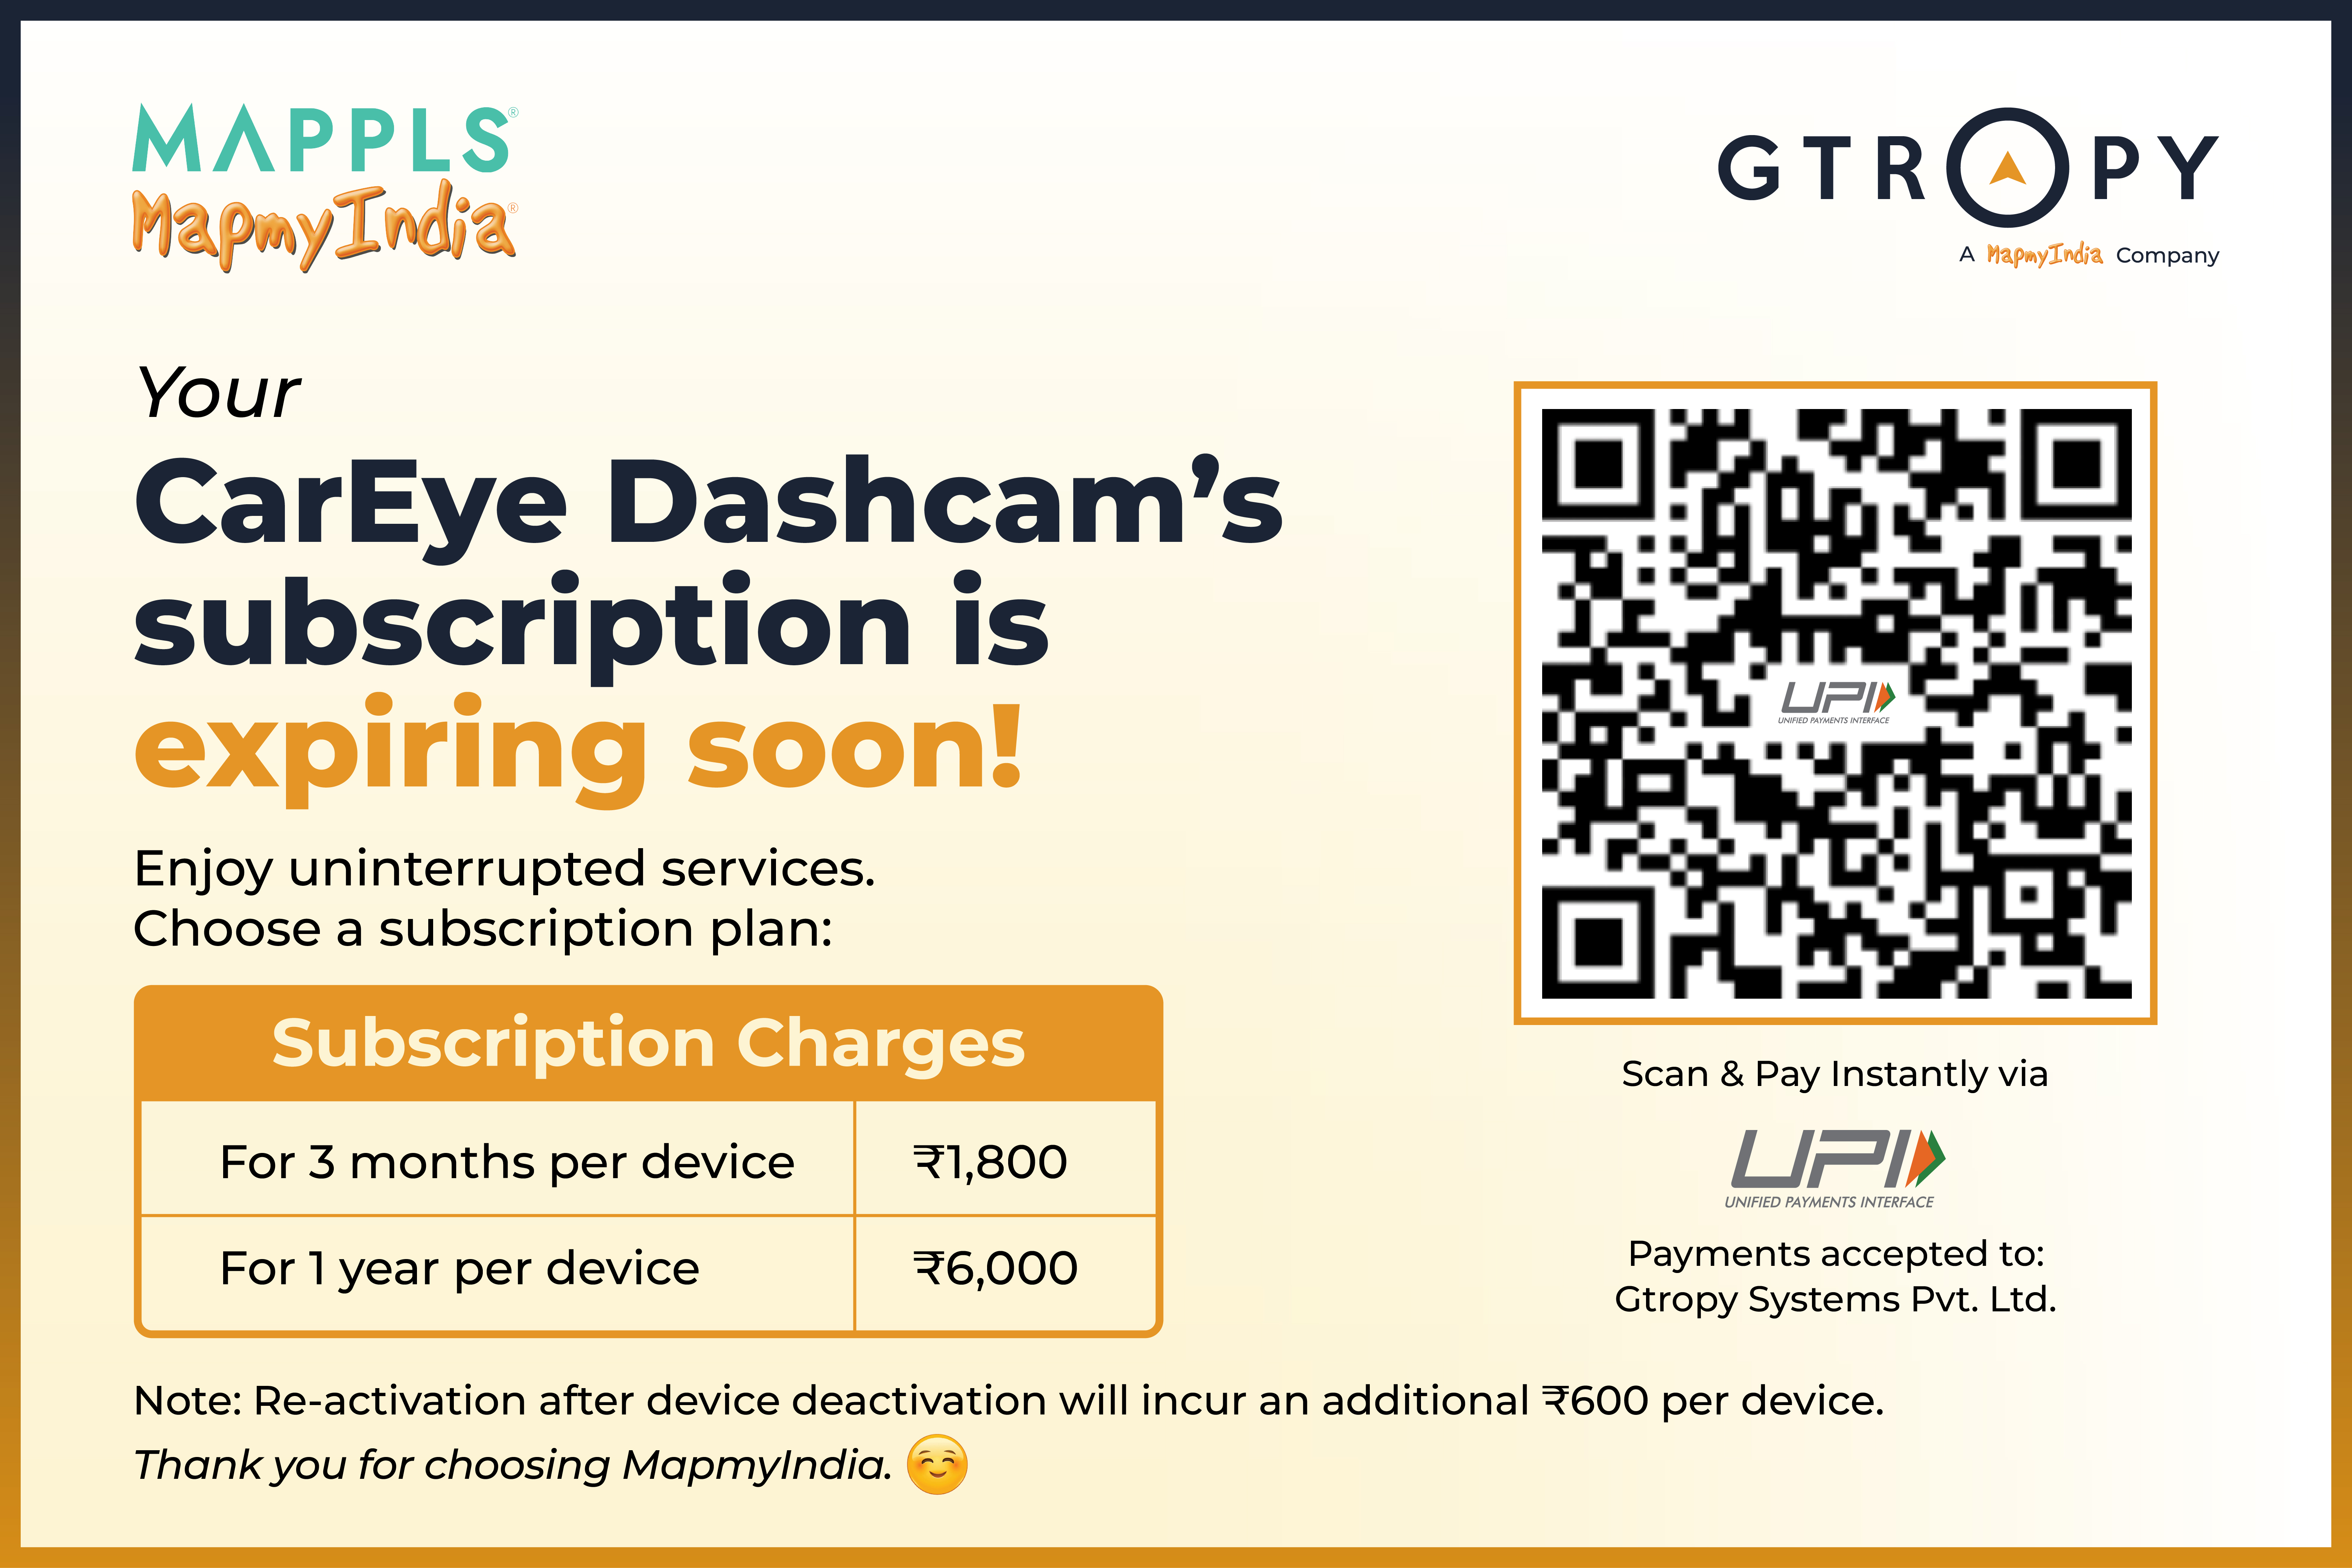 MAPPLS®
MapmyIndia®
GTROPY
A MapmyIndia Company
Your
CarEye Dashcam’s
subscription is
expiring soon!
Enjoy uninterrupted services.
Choose a subscription plan:
Subscription Charges
For 3 months per device ₹1,800
For 1 year per device ₹6,000
UPI
UNIFIED PAYMENTS INTERFACE
Scan & Pay Instantly via
UPI
UNIFIED PAYMENTS INTERFACE
Payments accepted to:
Gtropy Systems Pvt. Ltd.
Note: Re-activation after device deactivation will incur an additional ₹600 per device.
Thank you for choosing MapmyIndia. 😊